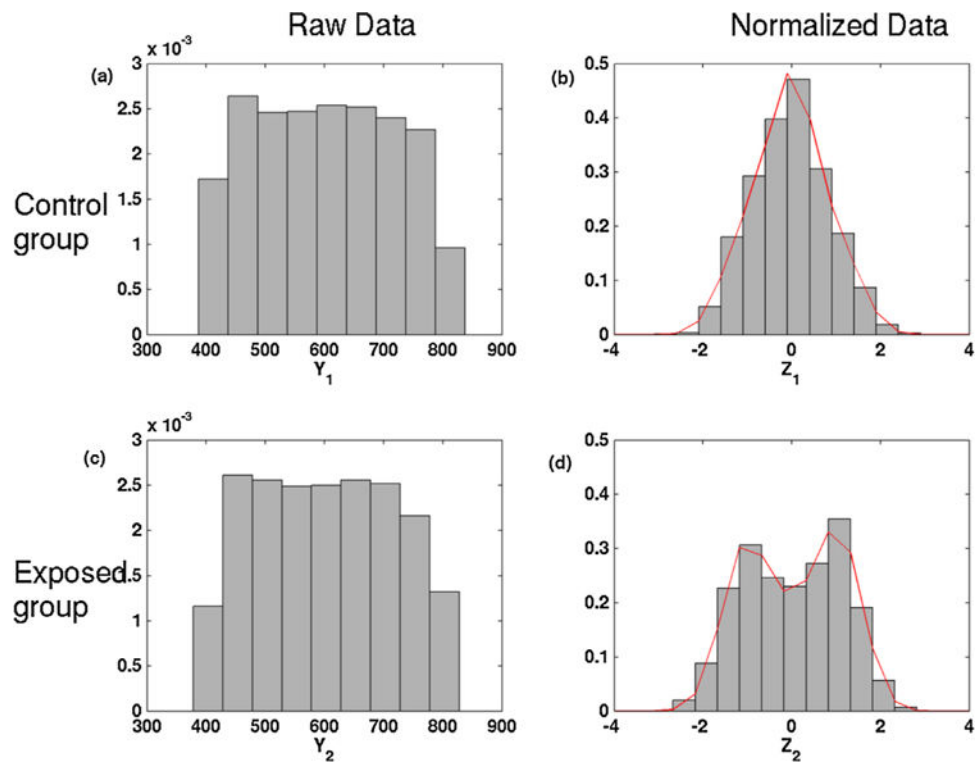 Raw Data
Normalized Data
Control group
Exposed group
(a)
x 10^-3
3
2.5
2
1.5
1
0.5
0
300 400 500 600 700 800 900
Y_1
(b)
0.5
0.4
0.3
0.2
0.1
0
-4 -2 0 2 4
Z_1
(c)
x 10^-3
3
2.5
2
1.5
1
0.5
0
300 400 500 600 700 800 900
Y_2
(d)
0.5
0.4
0.3
0.2
0.1
0
-4 -2 0 2 4
Z_2